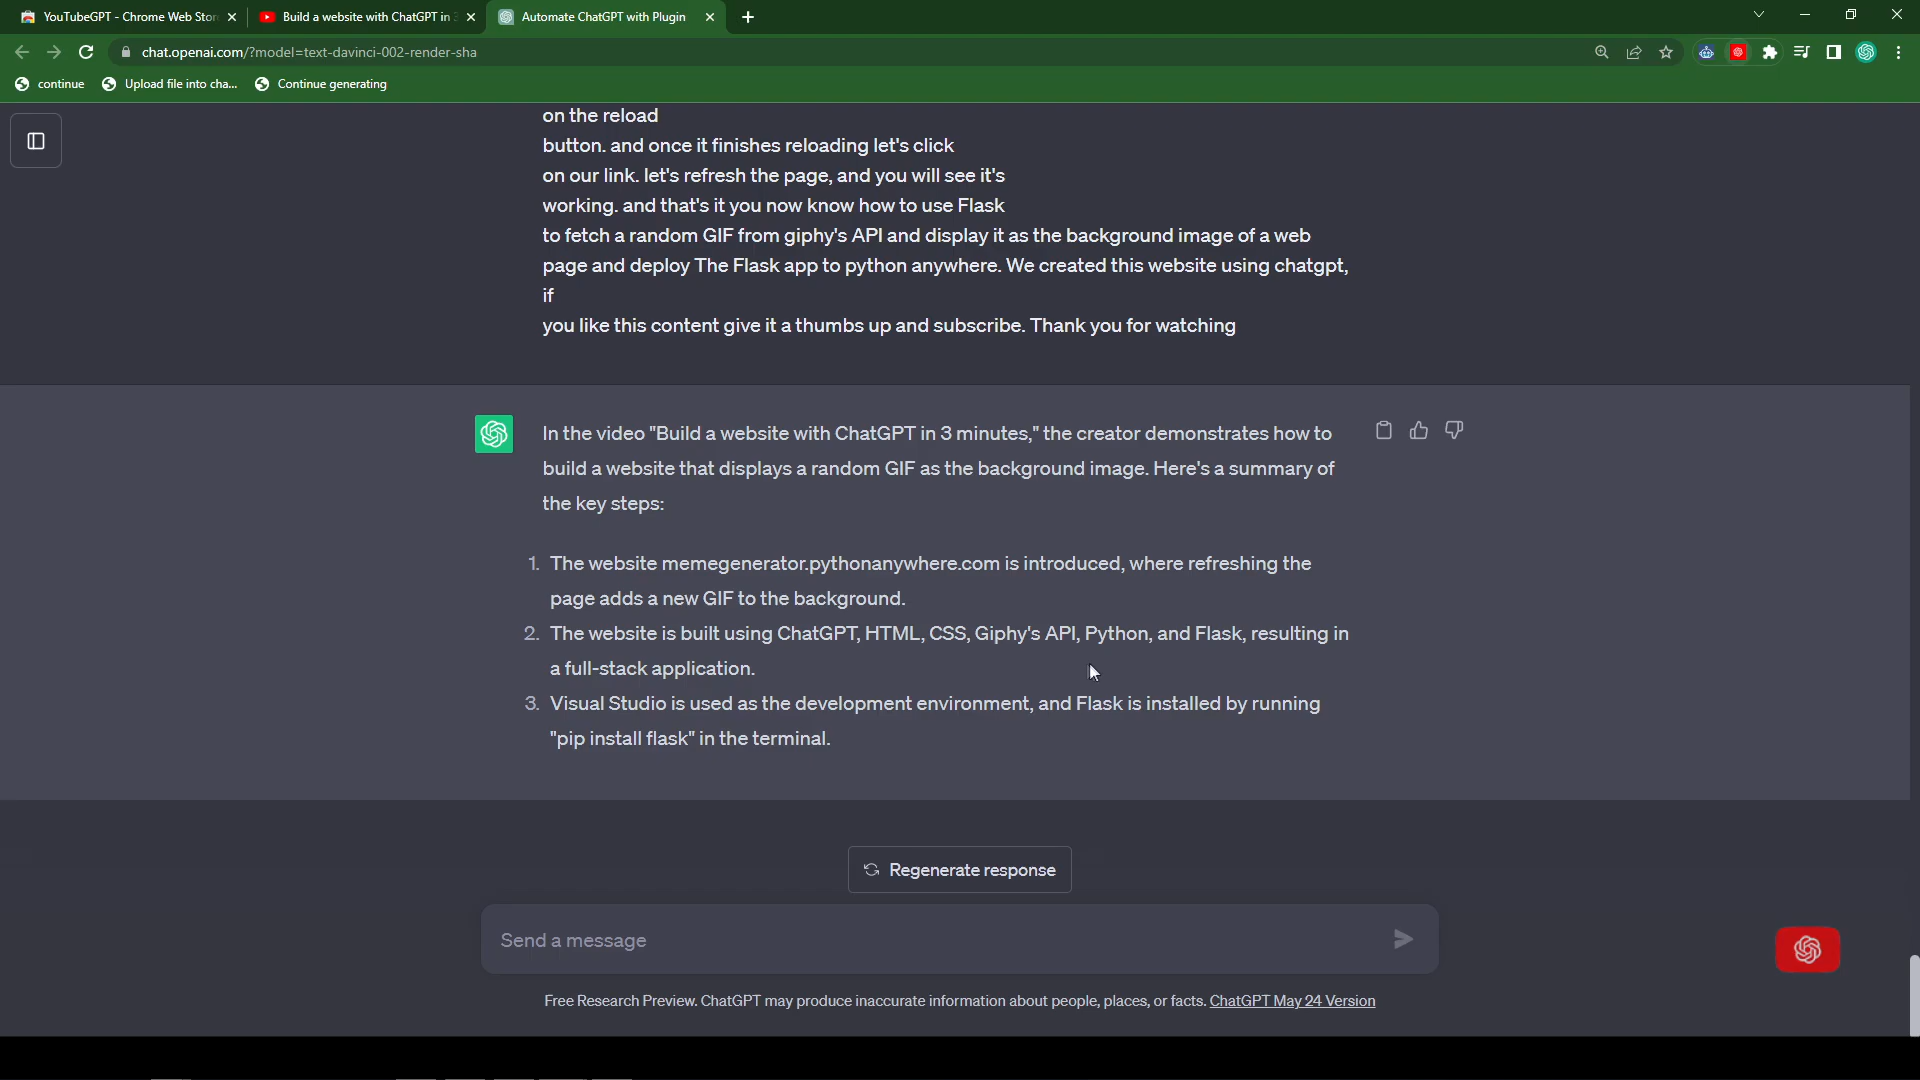 YouTubeGPT - Chrome Web Stor
Build a website with ChatGPT in 3
Automate ChatGPT with Plugin
chat.openai.com/?model=text-davinci-002-render-sha
continue
Upload file into cha...
Continue generating
on the reload
button. and once it finishes reloading let's click
on our link. let's refresh the page, and you will see it's
working. and that's it you now know how to use Flask
to fetch a random GIF from giphy's API and display it as the background image of a web
page and deploy The Flask app to python anywhere. We created this website using chatgpt,
if
you like this content give it a thumbs up and subscribe. Thank you for watching
In the video "Build a website with ChatGPT in 3 minutes," the creator demonstrates how to
build a website that displays a random GIF as the background image. Here's a summary of
the key steps:
1. The website memegenerator.pythonanywhere.com is introduced, where refreshing the
page adds a new GIF to the background.
2. The website is built using ChatGPT, HTML, CSS, Giphy's API, Python, and Flask, resulting in
a full-stack application.
3. Visual Studio is used as the development environment, and Flask is installed by running
"pip install flask" in the terminal.
Regenerate response
Send a message
Free Research Preview. ChatGPT may produce inaccurate information about people, places, or facts. ChatGPT May 24 Version